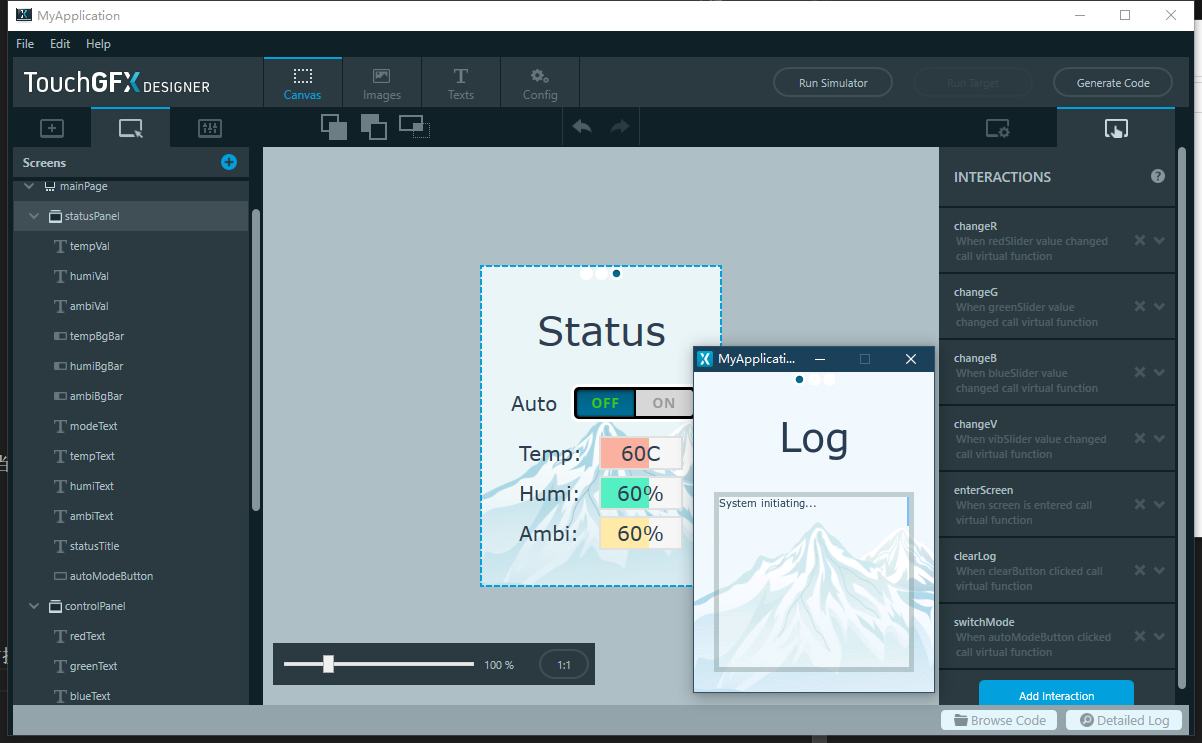 MyApplication
File Edit Help
TouchGFX DESIGNER
Canvas
Images
Texts
Config
Run Simulator
Run Target
Generate Code
Screens
mainPage
statusPanel
tempVal
humiVal
ambiVal
tempBgBar
humiBgBar
ambiBgBar
modeText
tempText
humiText
ambiText
statusTitle
autoModeButton
controlPanel
redText
greenText
blueText
Status
Auto OFF ON
Temp: 60C
Humi: 60%
Ambi: 60%
100 % 1:1
MyApplicati...
Log
System initiating...
INTERACTIONS ?
changeR
When redSlider value changed
call virtual function
changeG
When greenSlider value
changed call virtual function
changeB
When blueSlider value
changed call virtual function
changeV
When vibSlider value changed
call virtual function
enterScreen
When screen is entered call
virtual function
clearLog
When clearButton clicked call
virtual function
switchMode
When autoModeButton clicked
call virtual function
Add Interaction
Browse Code Detailed Log